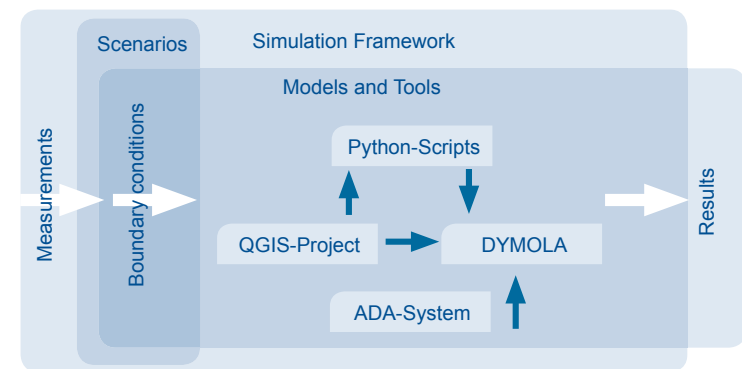 Scenarios
Simulation Framework
Models and Tools
Measurements
Boundary conditions
Python-Scripts
QGIS-Project
DYMOLA
ADA-System
Results